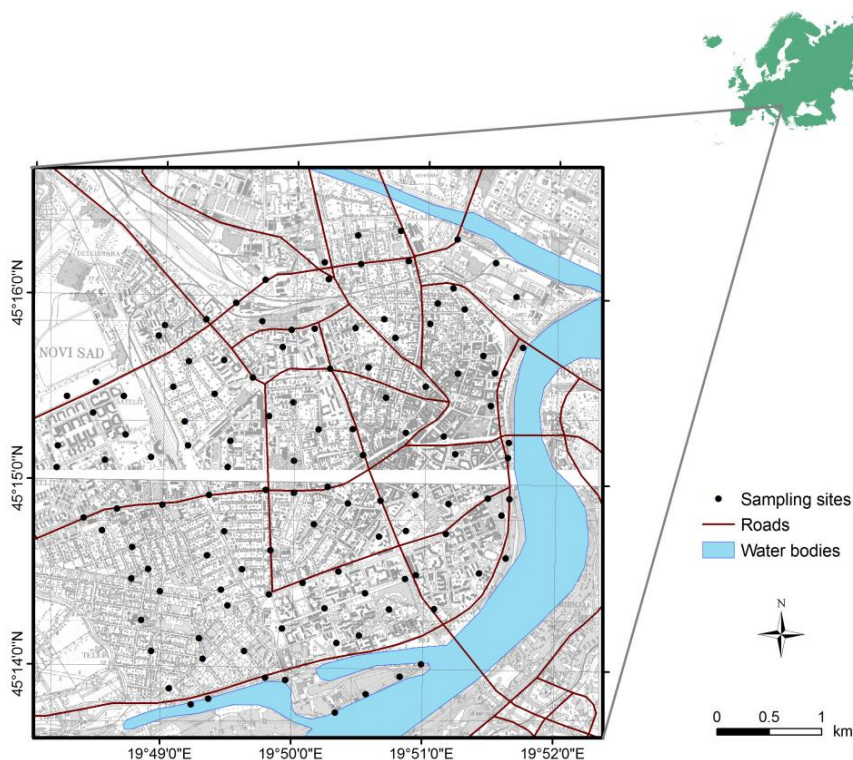 45°16'0"N
NOVI SAD
45°15'0"N
Sampling sites
Roads
Water bodies
N
45°14'0"N
0 0.5 1
km
19°49'0"E 19°50'0"E 19°51'0"E 19°52'0"E